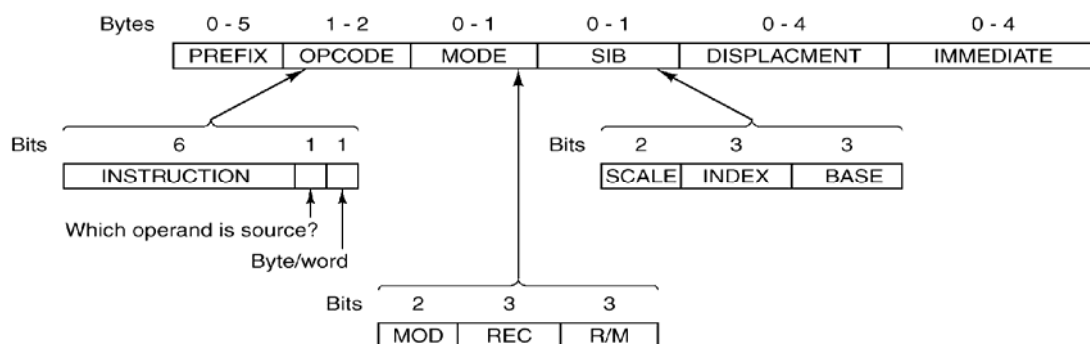 Bytes 0 - 5 1 - 2 0 - 1 0 - 1 0 - 4 0 - 4
PREFIX OPCODE MODE SIB DISPLACMENT IMMEDIATE
Bits 6 1 1 Bits 2 3 3
INSTRUCTION SCALE INDEX BASE
Which operand is source?
Byte/word
Bits 2 3 3
MOD REC R/M